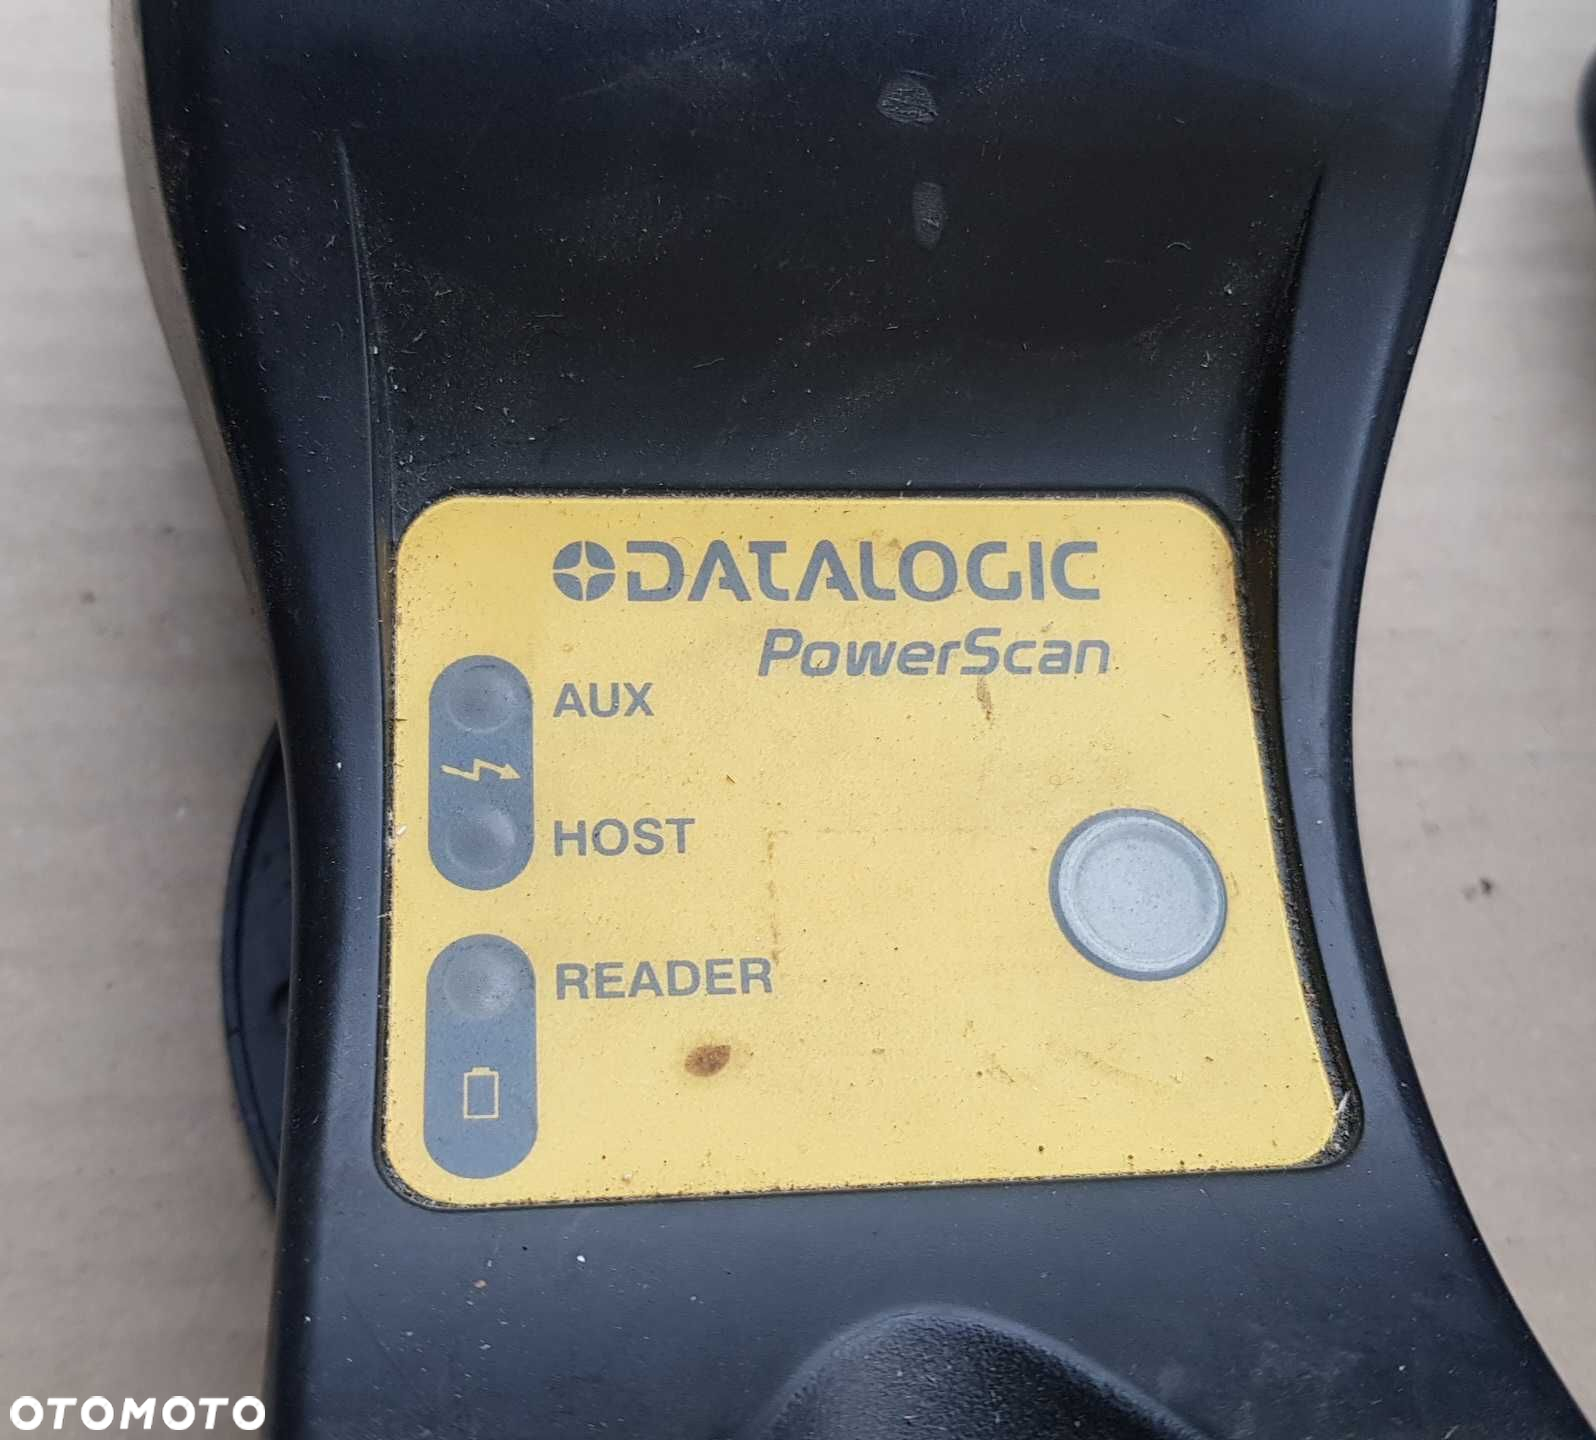 DATALOGIC
PowerScan
AUX
HOST
READER
OTOMOTO